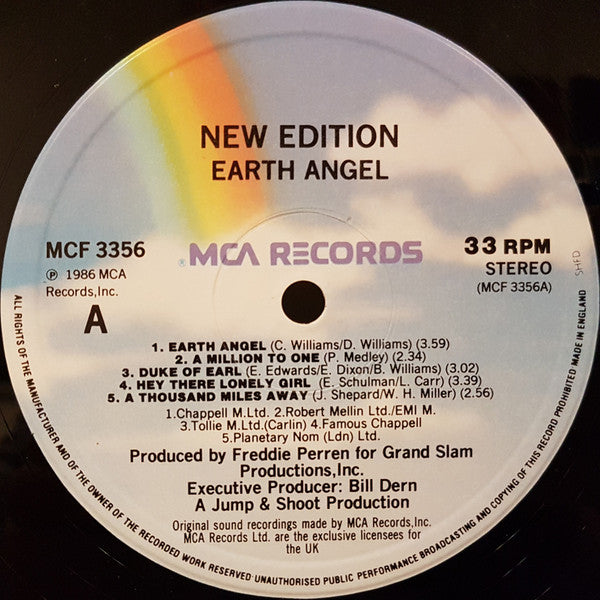 NEW EDITION
EARTH ANGEL
MCF 3356
℗ 1986 MCA
Records,Inc.
A
® MCA RECORDS
33 RPM
STEREO
(MCF 3356A)
SHED
1. EARTH ANGEL (C. Williams/D. Williams) (3.59)
2. A MILLION TO ONE (P. Medley) (2.34)
3. DUKE OF EARL (E. Edwards/E. Dixon/B. Williams) (3.02)
4. HEY THERE LONELY GIRL (E. Schulman/L. Carr) (3.39)
5. A THOUSAND MILES AWAY (J. Shepard/W. H. Miller) (2.56)
1.Chappell M.Ltd. 2.Robert Mellin Ltd./EMI M.
3.Tollie M.Ltd.(Carlin) 4.Famous Chappell
5.Planetary Nom (Ldn) Ltd.
Produced by Freddie Perren for Grand Slam
Productions,Inc.
Executive Producer: Bill Dern
A Jump & Shoot Production
Original sound recordings made by MCA Records,Inc.
MCA Records Ltd. are the exclusive licensees for
the UK
ALL RIGHTS OF THE MANUFACTURER AND OF THE OWNER OF THE RECORDED WORK RESERVED·UNAUTHORISED PUBLIC PERFORMANCE BROADCASTING AND COPYING OF THIS RECORD PROHIBITED MADE IN ENGLAND